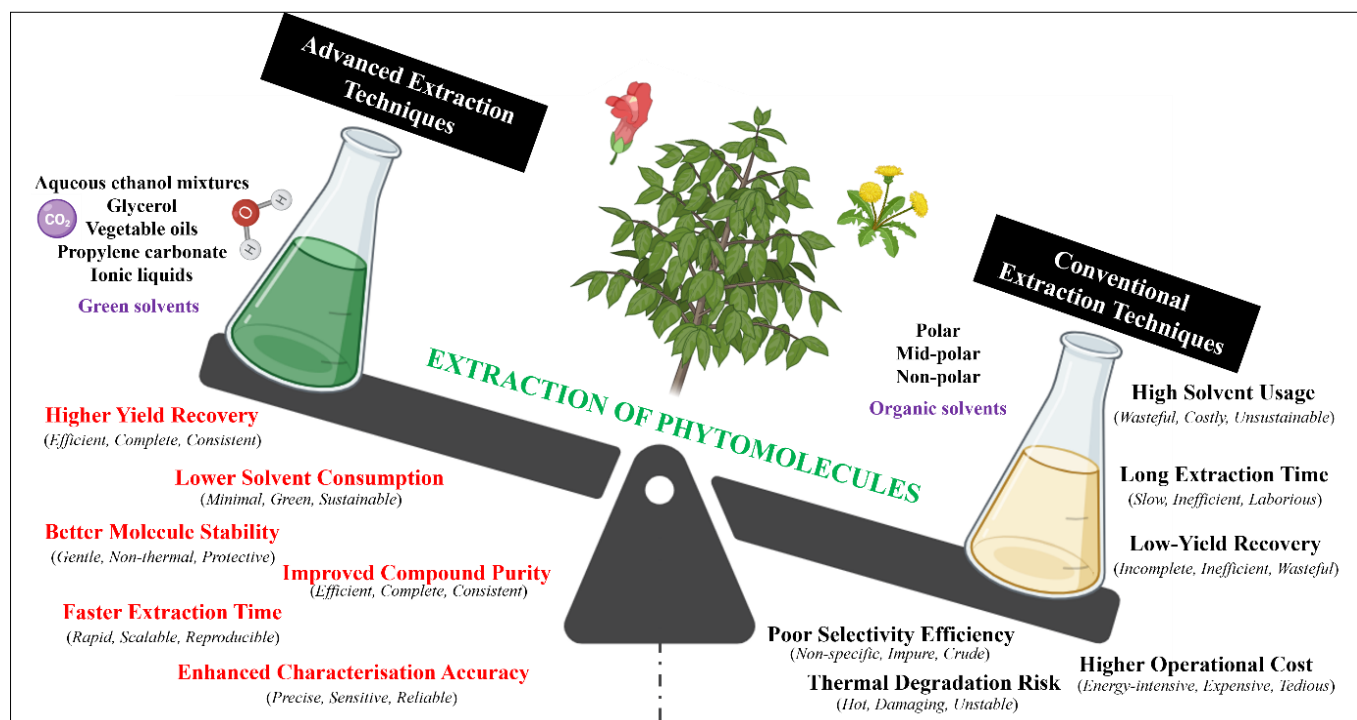 Advanced Extraction
Techniques
Aqueous ethanol mixtures
Glycerol
Vegetable oils
Propylene carbonate
Ionic liquids
Green solvents
CO₂
O
H
H
EXTRACTION OF PHYTOMOLECULES
Conventional
Extraction Techniques
Polar
Mid-polar
Non-polar
Organic solvents
Higher Yield Recovery
(Efficient, Complete, Consistent)
Lower Solvent Consumption
(Minimal, Green, Sustainable)
Better Molecule Stability
(Gentle, Non-thermal, Protective)
Improved Compound Purity
(Efficient, Complete, Consistent)
Faster Extraction Time
(Rapid, Scalable, Reproducible)
Enhanced Characterisation Accuracy
(Precise, Sensitive, Reliable)
High Solvent Usage
(Wasteful, Costly, Unsustainable)
Long Extraction Time
(Slow, Inefficient, Laborious)
Low-Yield Recovery
(Incomplete, Inefficient, Wasteful)
Poor Selectivity Efficiency
(Non-specific, Impure, Crude)
Higher Operational Cost
(Energy-intensive, Expensive, Tedious)
Thermal Degradation Risk
(Hot, Damaging, Unstable)